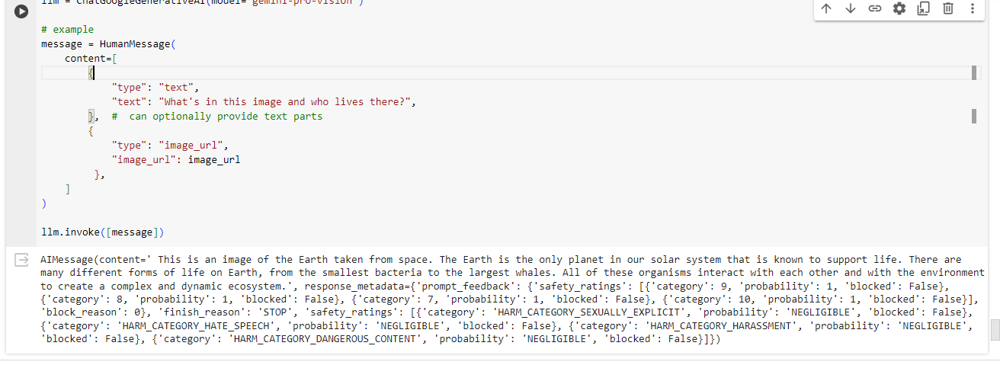 llm = ChatGoogleGenerativeAI(model="gemini-pro-vision")
# example
message = HumanMessage(
    content=[
        {
            "type": "text",
            "text": "What's in this image and who lives there?",
        },  #  can optionally provide text parts
        {
            "type": "image_url",
            "image_url": image_url
         },
    ]
)
llm.invoke([message])
AIMessage(content=' This is an image of the Earth taken from space. The Earth is the only planet in our solar system that is known to support life. There are
many different forms of life on Earth, from the smallest bacteria to the largest whales. All of these organisms interact with each other and with the environment
to create a complex and dynamic ecosystem.', response_metadata={'prompt_feedback': {'safety_ratings': [{'category': 9, 'probability': 1, 'blocked': False},
{'category': 8, 'probability': 1, 'blocked': False}, {'category': 7, 'probability': 1, 'blocked': False}, {'category': 10, 'probability': 1, 'blocked': False}],
'block_reason': 0}, 'finish_reason': 'STOP', 'safety_ratings': [{'category': 'HARM_CATEGORY_SEXUALLY_EXPLICIT', 'probability': 'NEGLIGIBLE', 'blocked': False},
{'category': 'HARM_CATEGORY_HATE_SPEECH', 'probability': 'NEGLIGIBLE', 'blocked': False}, {'category': 'HARM_CATEGORY_HARASSMENT', 'probability': 'NEGLIGIBLE',
'blocked': False}, {'category': 'HARM_CATEGORY_DANGEROUS_CONTENT', 'probability': 'NEGLIGIBLE', 'blocked': False}]})